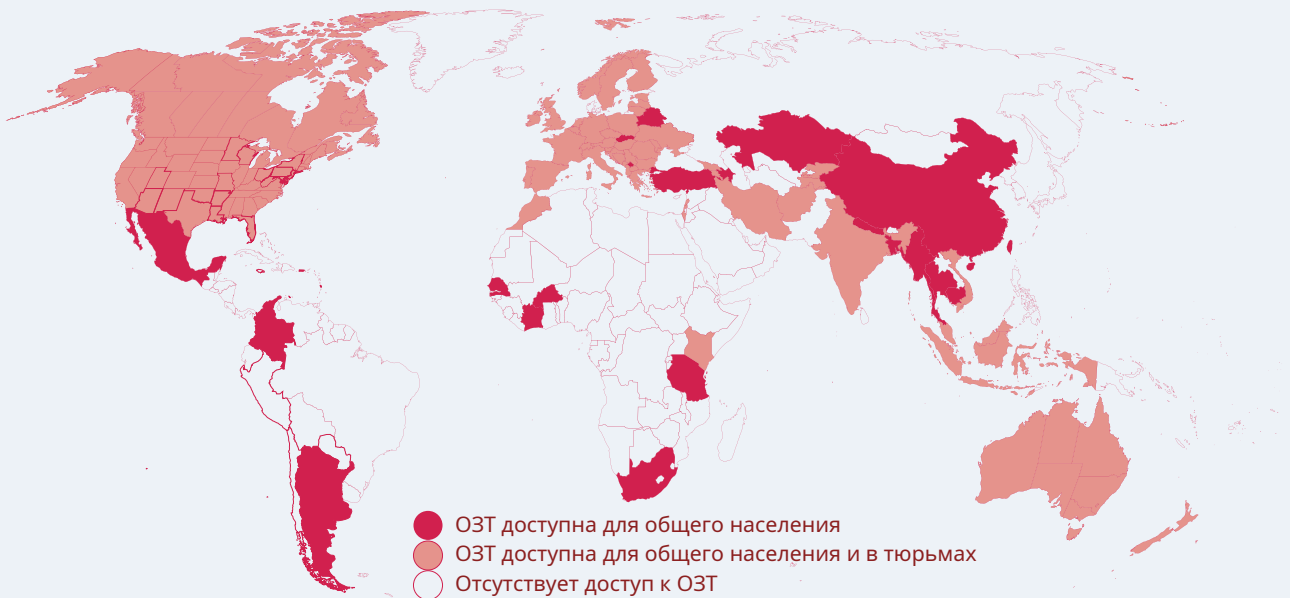 ОЗТ доступна для общего населения
ОЗТ доступна для общего населения и в тюрьмах
Отсутствует доступ к ОЗТ